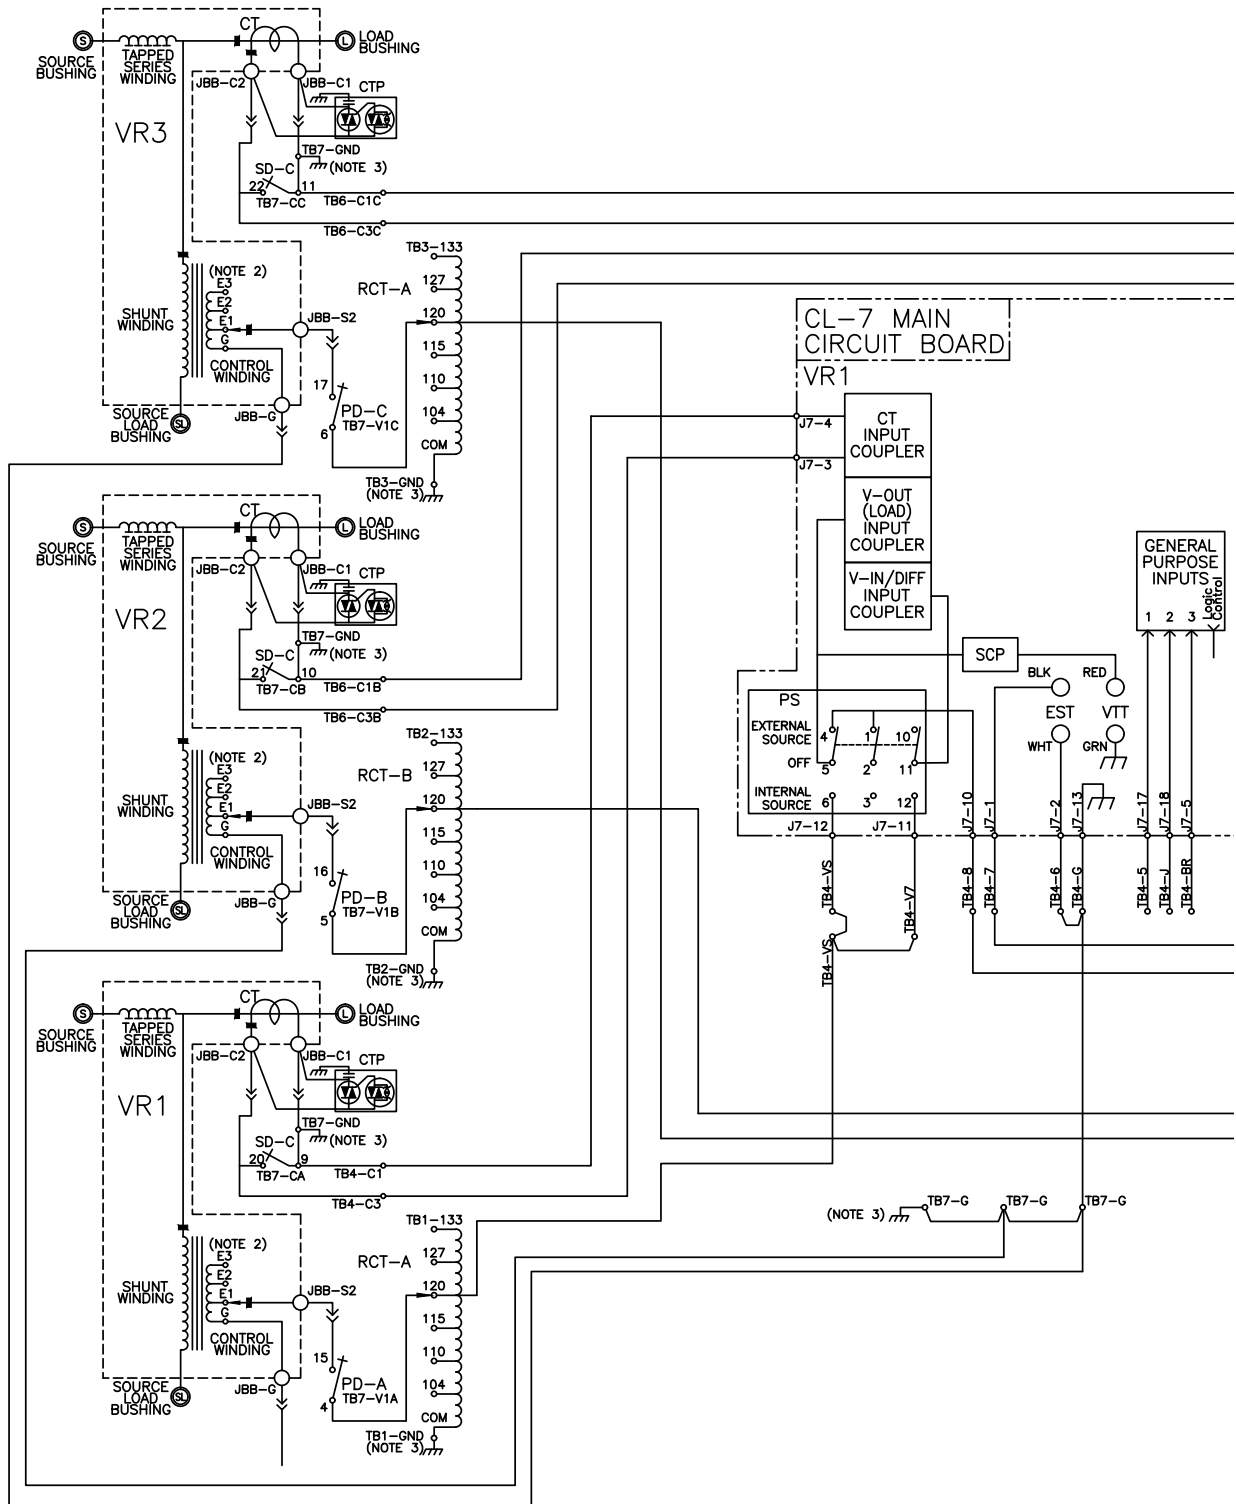 CT
S
L
LOAD
BUSHING
SOURCE
BUSHING
TAPPED
SERIES
WINDING
JBB-C2
JBB-C1
CTP
VR3
TB7-GND
(NOTE 3)
SD-C
22
11
TB7-CC
TB6-C1C
TB6-C3C
TB3-133
(NOTE 2)
E3
E2
E1
G
127
RCT-A
120
SHUNT
WINDING
JBB-S2
115
CONTROL
WINDING
110
17
PD-C
TB7-V1C
104
6
COM
SOURCE
LOAD
BUSHING
SL
JBB-G
TB3-GND
(NOTE 3)
CL-7 MAIN
CIRCUIT BOARD
VR1
J7-4
CT
INPUT
COUPLER
J7-3
V-OUT
(LOAD)
INPUT
COUPLER
V-IN/DIFF
INPUT
COUPLER
GENERAL
PURPOSE
INPUTS
1 2 3
Logic
Control
SCP
BLK
RED
EST
VTT
WHT
GRN
PS
EXTERNAL
SOURCE
4 1 10
OFF
5 2 11
INTERNAL
SOURCE
6 3 12
J7-12
J7-11
J7-10
J7-1
J7-2
J7-13
J7-17
J7-18
J7-5
TB4-VS
TB4-V7
TB4-8
TB4-7
TB4-6
TB4-G
TB4-5
TB4-J
TB4-BR
TB4-VS
CT
S
L
LOAD
BUSHING
SOURCE
BUSHING
TAPPED
SERIES
WINDING
JBB-C2
JBB-C1
CTP
VR2
TB7-GND
(NOTE 3)
SD-C
21
10
TB7-CB
TB6-C1B
TB6-C3B
TB2-133
(NOTE 2)
E3
E2
E1
G
127
RCT-B
120
SHUNT
WINDING
JBB-S2
115
CONTROL
WINDING
110
16
PD-B
TB7-V1B
104
5
COM
SOURCE
LOAD
BUSHING
SL
JBB-G
TB2-GND
(NOTE 3)
CT
S
L
LOAD
BUSHING
SOURCE
BUSHING
TAPPED
SERIES
WINDING
JBB-C2
JBB-C1
CTP
VR1
TB7-GND
(NOTE 3)
SD-C
20
9
TB7-CA
TB4-C1
TB4-C3
TB1-133
(NOTE 2)
E3
E2
E1
G
127
RCT-A
120
SHUNT
WINDING
JBB-S2
115
CONTROL
WINDING
110
15
PD-A
TB7-V1A
104
4
COM
SOURCE
LOAD
BUSHING
SL
JBB-G
TB1-GND
(NOTE 3)
(NOTE 3)
TB7-G
TB7-G
TB7-G